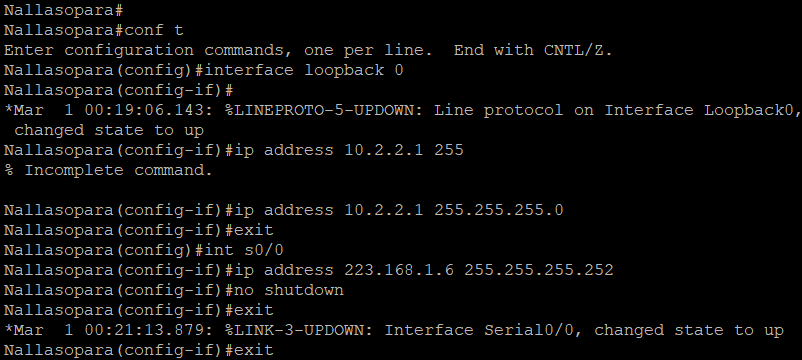 Nallasopara#
Nallasopara#conf t
Enter configuration commands, one per line.  End with CNTL/Z.
Nallasopara(config)#interface loopback 0
Nallasopara(config-if)#
*Mar  1 00:19:06.143: %LINEPROTO-5-UPDOWN: Line protocol on Interface Loopback0,
 changed state to up
Nallasopara(config-if)#ip address 10.2.2.1 255
% Incomplete command.

Nallasopara(config-if)#ip address 10.2.2.1 255.255.255.0
Nallasopara(config-if)#exit
Nallasopara(config)#int s0/0
Nallasopara(config-if)#ip address 223.168.1.6 255.255.255.252
Nallasopara(config-if)#no shutdown
Nallasopara(config-if)#exit
*Mar  1 00:21:13.879: %LINK-3-UPDOWN: Interface Serial0/0, changed state to up
Nallasopara(config-if)#exit